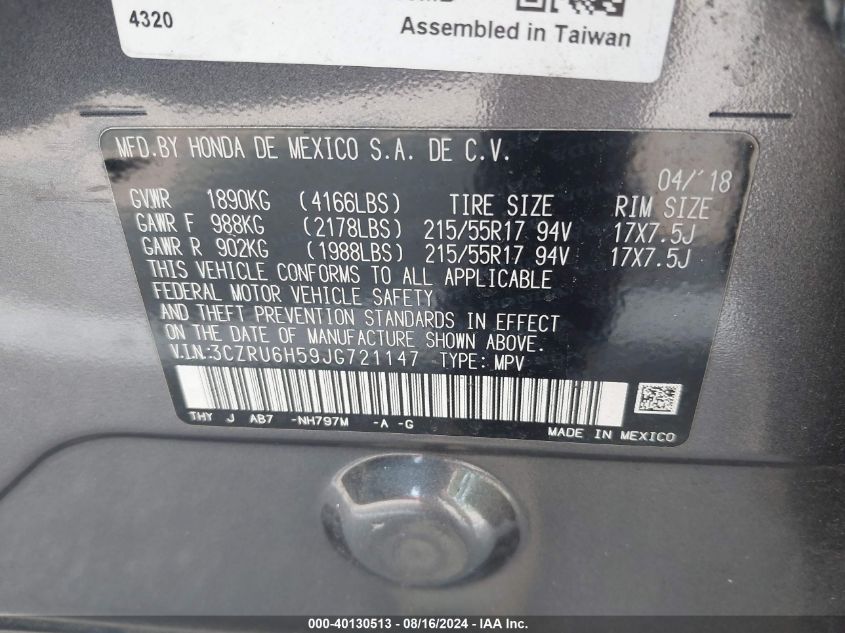 4320
Assembled in Taiwan
MFD.BY HONDA DE MEXICO S.A. DE C.V.
04/'18
GVWR 1890KG (4166LBS) TIRE SIZE RIM SIZE
GAWR F 988KG (2178LBS) 215/55R17 94V 17X7.5J
GAWR R 902KG (1988LBS) 215/55R17 94V 17X7.5J
THIS VEHICLE CONFORMS TO ALL APPLICABLE
FEDERAL MOTOR VEHICLE SAFETY
AND THEFT PREVENTION STANDARDS IN EFFECT
ON THE DATE OF MANUFACTURE SHOWN ABOVE.
V.I.N.:3CZRU6H59JG721147 TYPE: MPV
THY J AB7 -NH797M -A -G
MADE IN MEXICO
000-40130513 - 08/16/2024 - IAA Inc.